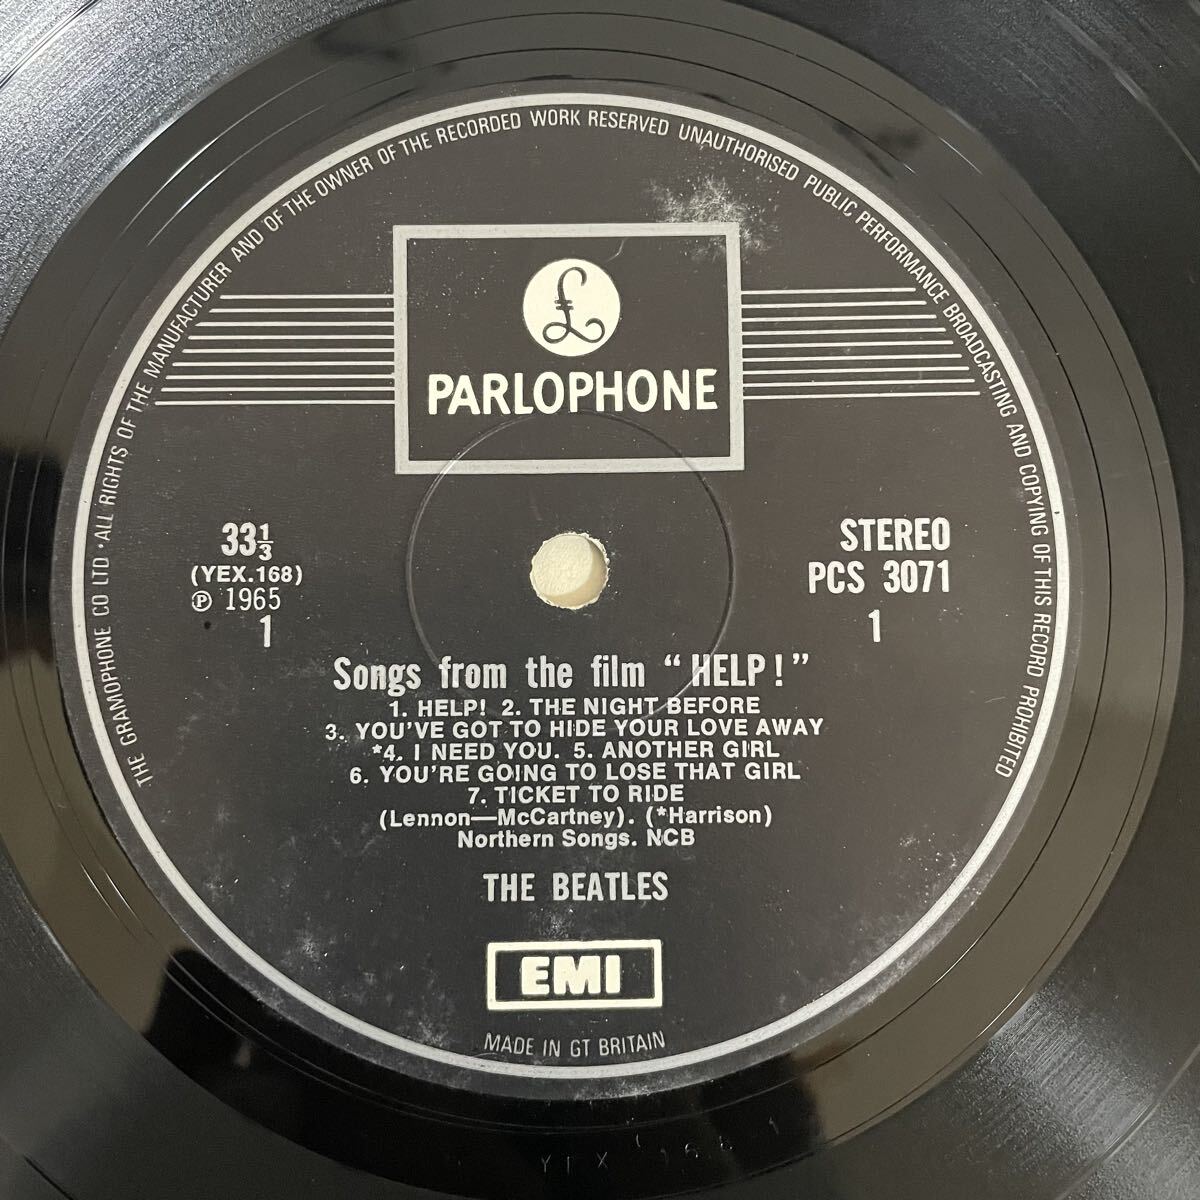 THE GRAMOPHONE CO LTD · ALL RIGHTS OF THE MANUFACTURER AND OF THE OWNER OF THE RECORDED WORK RESERVED UNAUTHORISED PUBLIC PERFORMANCE BROADCASTING AND COPYING OF THIS RECORD PROHIBITED
£
PARLOPHONE
33⅓
(YEX.168)
℗ 1965
1
STEREO
PCS 3071
1
Songs from the film “HELP!”
1. HELP! 2. THE NIGHT BEFORE
3. YOU'VE GOT TO HIDE YOUR LOVE AWAY
*4. I NEED YOU. 5. ANOTHER GIRL
6. YOU'RE GOING TO LOSE THAT GIRL
7. TICKET TO RIDE
(Lennon—McCartney). (*Harrison)
Northern Songs. NCB
THE BEATLES
EMI
MADE IN GT BRITAIN